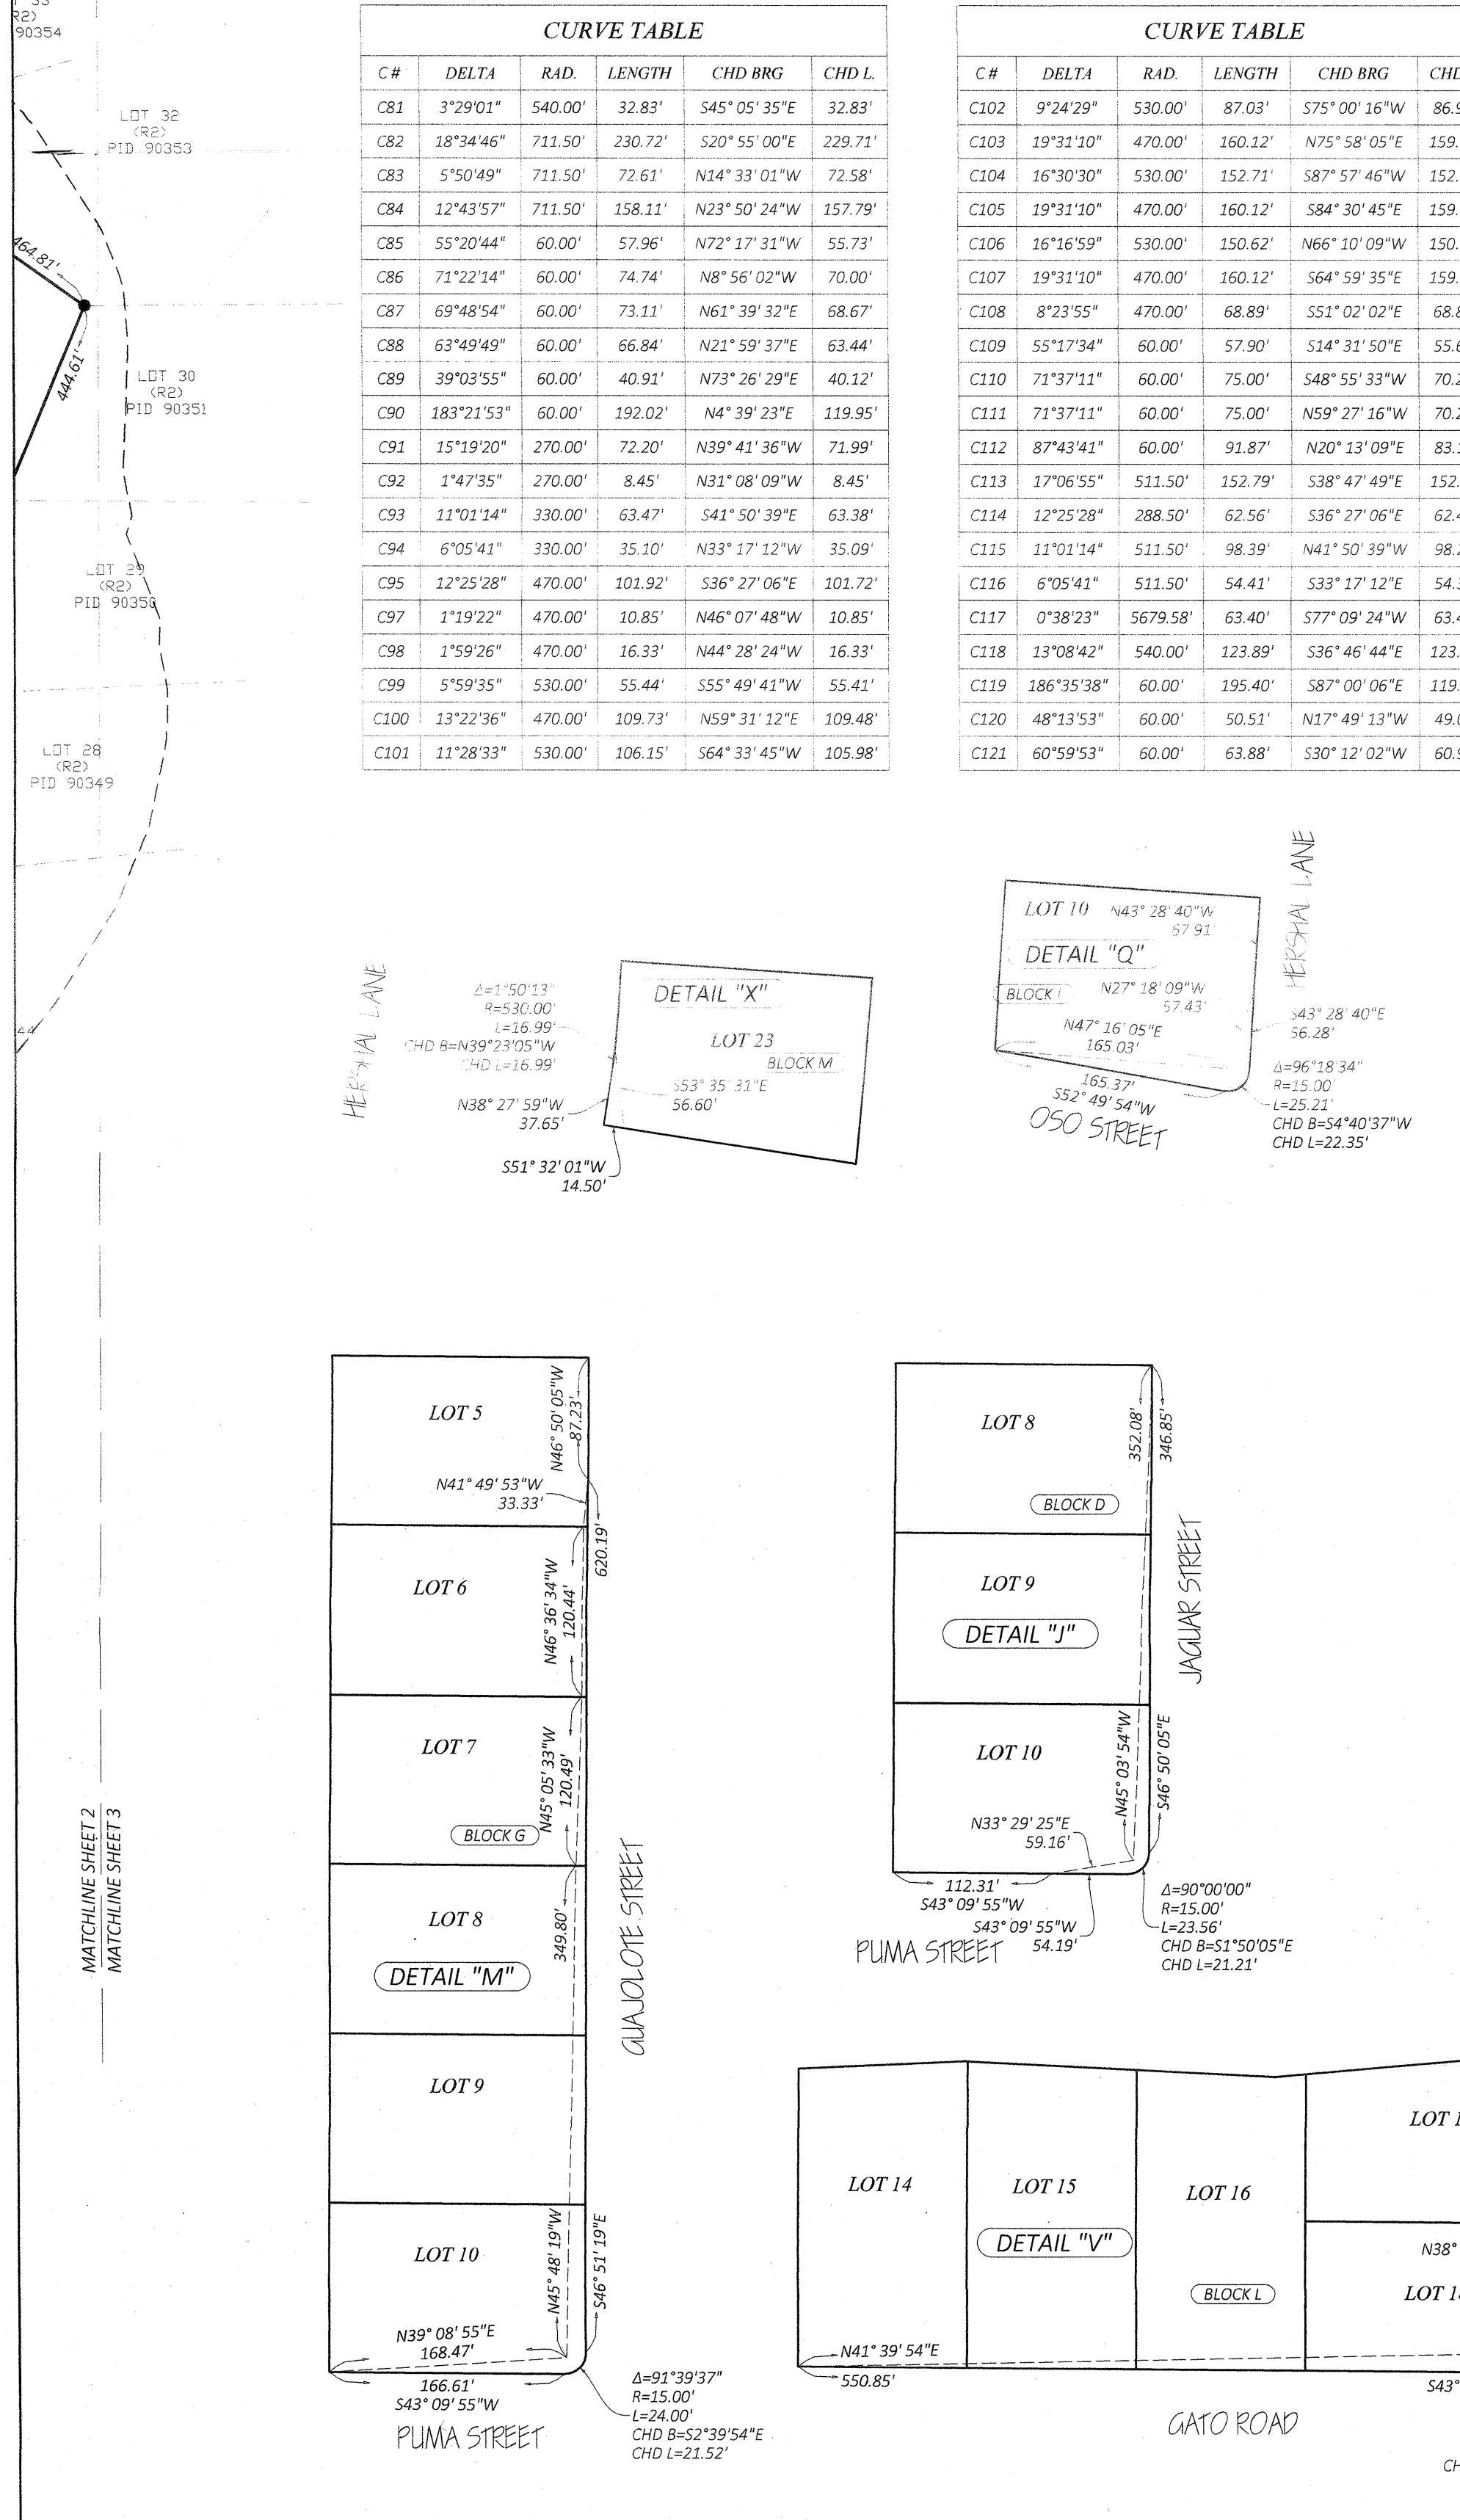 90354
LOT 32
(R2)
PID 90353
464.81'
444.61'
LOT 30
(R2)
PID 90351
LOT 29
(R2)
PID 90350
LOT 28
(R2)
PID 90349
CURVE TABLE
C# DELTA RAD. LENGTH CHD BRG CHD L.
C81 3°29'01" 540.00' 32.83' S45° 05' 35"E 32.83'
C82 18°34'46" 711.50' 230.72' S20° 55' 00"E 229.71'
C83 5°50'49" 711.50' 72.61' N14° 33' 01"W 72.58'
C84 12°43'57" 711.50' 158.11' N23° 50' 24"W 157.79'
C85 55°20'44" 60.00' 57.96' N72° 17' 31"W 55.73'
C86 71°22'14" 60.00' 74.74' N8° 56' 02"W 70.00'
C87 69°48'54" 60.00' 73.11' N61° 39' 32"E 68.67'
C88 63°49'49" 60.00' 66.84' N21° 59' 37"E 63.44'
C89 39°03'55" 60.00' 40.91' N73° 26' 29"E 40.12'
C90 183°21'53" 60.00' 192.02' N4° 39' 23"E 119.95'
C91 15°19'20" 270.00' 72.20' N39° 41' 36"W 71.99'
C92 1°47'35" 270.00' 8.45' N31° 08' 09"W 8.45'
C93 11°01'14" 330.00' 63.47' S41° 50' 39"E 63.38'
C94 6°05'41" 330.00' 35.10' N33° 17' 12"W 35.09'
C95 12°25'28" 470.00' 101.92' S36° 27' 06"E 101.72'
C97 1°19'22" 470.00' 10.85' N46° 07' 48"W 10.85'
C98 1°59'26" 470.00' 16.33' N44° 28' 24"W 16.33'
C99 5°59'35" 530.00' 55.44' S55° 49' 41"W 55.41'
C100 13°22'36" 470.00' 109.73' N59° 31' 12"E 109.48'
C101 11°28'33" 530.00' 106.15' S64° 33' 45"W 105.98'
CURVE TABLE
C# DELTA RAD. LENGTH CHD BRG CHD
C102 9°24'29" 530.00' 87.03' S75° 00' 16"W 86.9
C103 19°31'10" 470.00' 160.12' N75° 58' 05"E 159.
C104 16°30'30" 530.00' 152.71' S87° 57' 46"W 152.
C105 19°31'10" 470.00' 160.12' S84° 30' 45"E 159.
C106 16°16'59" 530.00' 150.62' N66° 10' 09"W 150.
C107 19°31'10" 470.00' 160.12' S64° 59' 35"E 159.
C108 8°23'55" 470.00' 68.89' S51° 02' 02"E 68.8
C109 55°17'34" 60.00' 57.90' S14° 31' 50"E 55.6
C110 71°37'11" 60.00' 75.00' S48° 55' 33"W 70.2
C111 71°37'11" 60.00' 75.00' N59° 27' 16"W 70.2
C112 87°43'41" 60.00' 91.87' N20° 13' 09"E 83.
C113 17°06'55" 511.50' 152.79' S38° 47' 49"E 152.
C114 12°25'28" 288.50' 62.56' S36° 27' 06"E 62.4
C115 11°01'14" 511.50' 98.39' N41° 50' 39"W 98.2
C116 6°05'41" 511.50' 54.41' S33° 17' 12"E 54.
C117 0°38'23" 5679.58' 63.40' S77° 09' 24"W 63.4
C118 13°08'42" 540.00' 123.89' S36° 46' 44"E 123.
C119 186°35'38" 60.00' 195.40' S87° 00' 06"E 119.
C120 48°13'53" 60.00' 50.51' N17° 49' 13"W 49.0
C121 60°59'53" 60.00' 63.88' S30° 12' 02"W 60.9
HERSHAL LANE
Δ=1°50'13"
R=530.00'
L=16.99'
CHD B=N39°23'05"W
CHD L=16.99'
DETAIL "X"
LOT 23
BLOCK M
S53° 35' 31"E
56.60'
N38° 27' 59"W
37.65'
S51° 32' 01"W
14.50'
HERSHAL LANE
LOT 10
N43° 28' 40"W
67.91'
DETAIL "Q"
BLOCK I
N27° 18' 09"W
57.43'
N47° 16' 05"E
165.03'
S43° 28' 40"E
56.28'
165.37'
S52° 49' 54"W
OSO STREET
Δ=96°18'34"
R=15.00'
L=25.21'
CHD B=S4°40'37"W
CHD L=22.35'
MATCHLINE SHEET 2
MATCHLINE SHEET 3
LOT 5
N46° 50' 05"W
87.23'
N41° 49' 53"W
33.33'
620.19'
LOT 6
N46° 36' 34"W
120.44'
LOT 7
N45° 05' 33"W
120.49'
BLOCK G
LOT 8
349.80'
DETAIL "M"
GUAJOLOTE STREET
LOT 9
LOT 10
N45° 48' 19"W
S46° 51' 19"E
N39° 08' 55"E
168.47'
166.61'
S43° 09' 55"W
PUMA STREET
Δ=91°39'37"
R=15.00'
L=24.00'
CHD B=S2°39'54"E
CHD L=21.52'
LOT 8
352.08'
346.85'
BLOCK D
LOT 9
DETAIL "J"
JAGUAR STREET
LOT 10
N45° 03' 54"W
S46° 50' 05"E
N33° 29' 25"E
59.16'
112.31'
S43° 09' 55"W
S43° 09' 55"W
54.19'
PUMA STREET
Δ=90°00'00"
R=15.00'
L=23.56'
CHD B=S1°50'05"E
CHD L=21.21'
LOT 14
LOT 15
LOT 16
DETAIL "V"
BLOCK L
LOT 1
N38°
LOT 1
N41° 39' 54"E
550.85'
S43°
GATO ROAD
CH